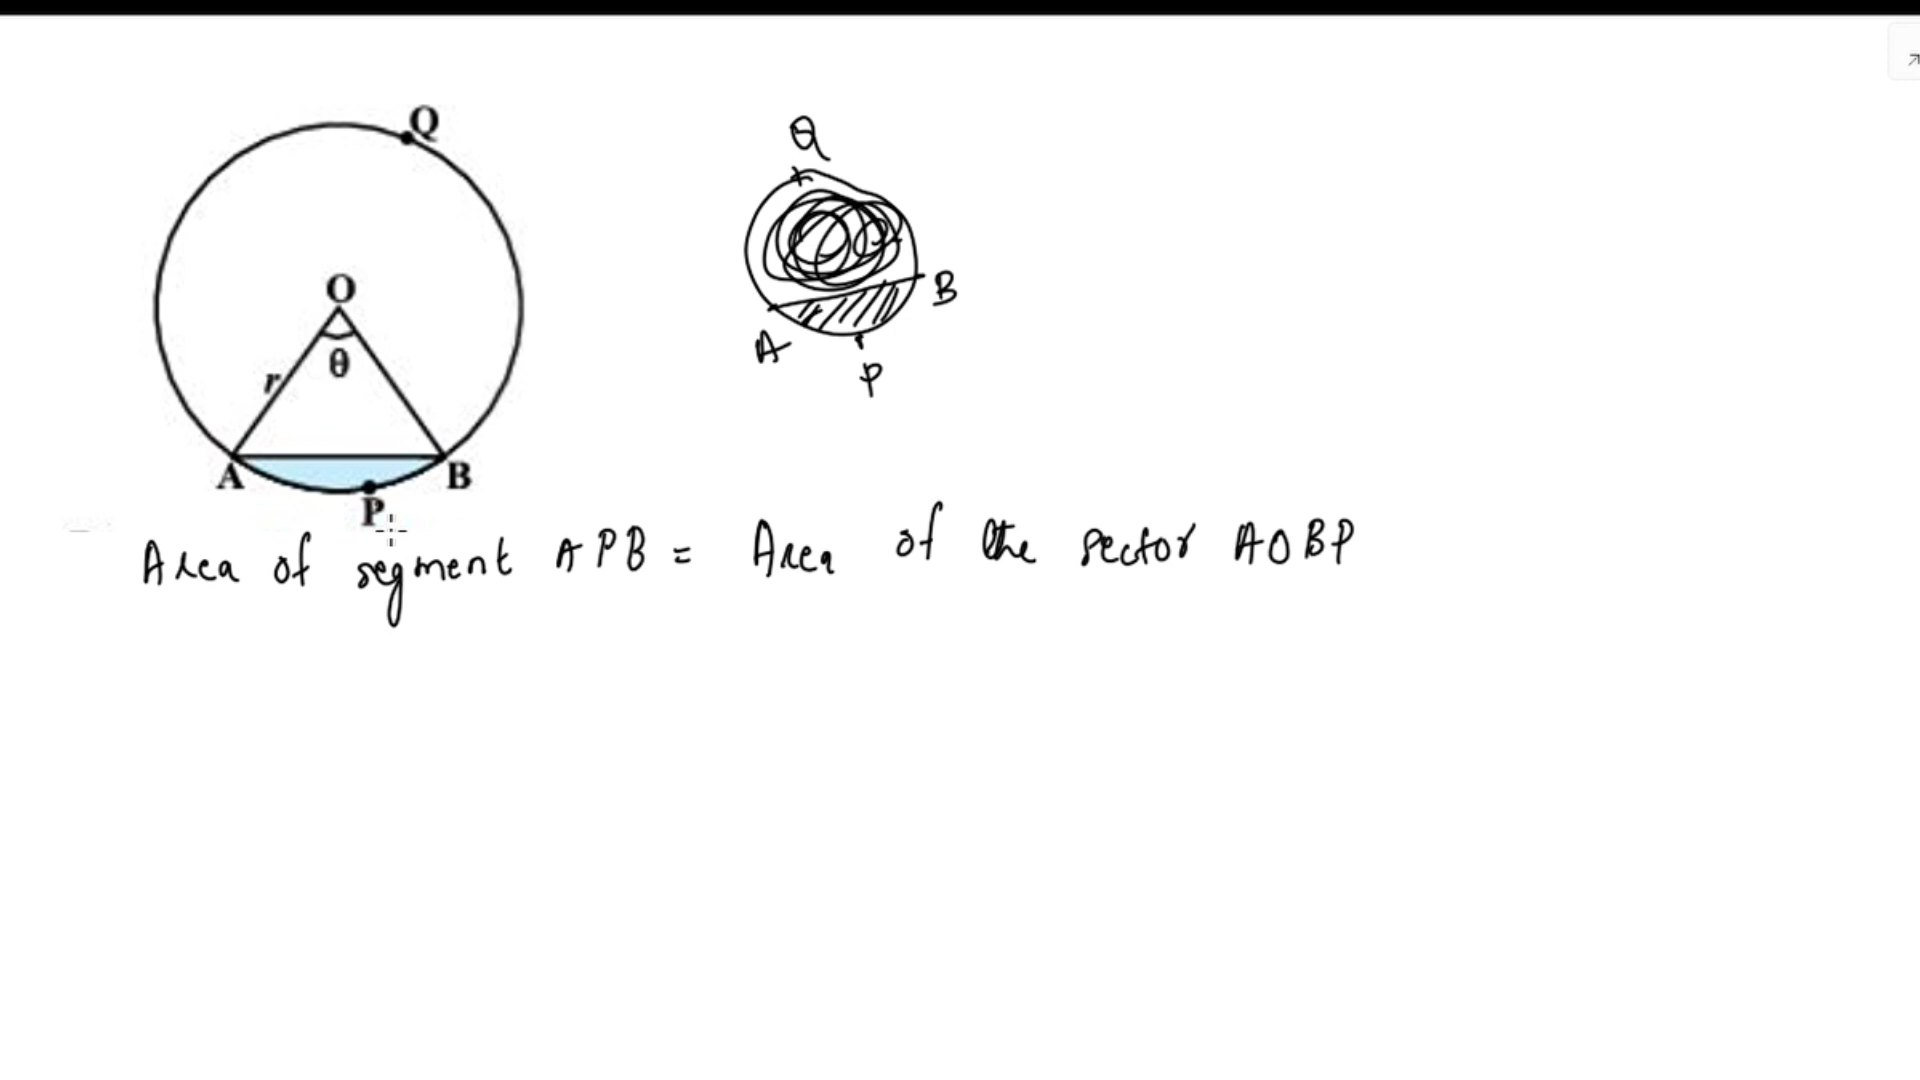 Q
O
θ
r
A
B
P
Q
B
A
P
Area of segment APB = Area of the sector AOBP